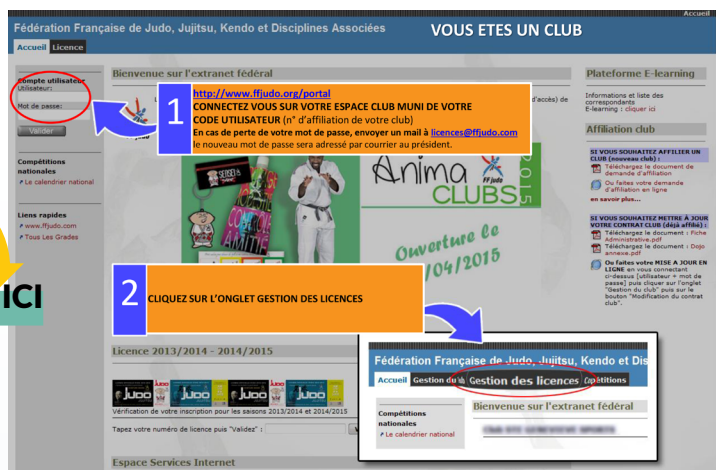 Accueil
Fédération Française de Judo, Jujitsu, Kendo et Disciplines Associées
VOUS ETES UN CLUB
Accueil Licence
Compte utilisateur
Utilisateur:
Mot de passe:
Valider
Compétitions
nationales
Le calendrier national
Liens rapides
www.ffjudo.com
Tous Les Grades
ICI
Bienvenue sur l'extranet fédéral
d'accès) de
1
http://www.ffjudo.org/portal
CONNECTEZ VOUS SUR VOTRE ESPACE CLUB MUNI DE VOTRE
CODE UTILISATEUR (n° d'affiliation de votre club)
En cas de perte de votre mot de passe, envoyer un mail à licences@ffjudo.com
le nouveau mot de passe sera adressé par courrier au président.
Anima
FFjudo
CLUBS
2015
Ouverture le
/04/2015
2
CLIQUEZ SUR L'ONGLET GESTION DES LICENCES
Licence 2013/2014 - 2014/2015
Judo Judo Judo Judo
Vérification de votre inscription pour les saisons 2013/2014 et 2014/2015
Tapez votre numéro de licence puis "Validez" :
Espace Services Internet
Fédération Française de Judo, Jujitsu, Kendo et Dis
Accueil Gestion du Gestion des licences Compétitions
Compétitions
nationales
Le calendrier national
Bienvenue sur l'extranet fédéral
Plateforme E-learning
Informations et liste des
correspondants
E-learning : cliquer ici
Affiliation club
SI VOUS SOUHAITEZ AFFILIER UN
CLUB (nouveau club) :
Téléchargez le document de
demande d'affiliation
Ou faites votre demande
d'affiliation en ligne
en savoir plus...
SI VOUS SOUHAITEZ METTRE À JOUR
VOTRE CONTRAT CLUB (déjà affilié) :
Téléchargez le document : Fiche
Administrative.pdf
Téléchargez le document : Dojo
annexe.pdf
Ou faites votre MISE A JOUR EN
LIGNE en vous connectant
ci-dessus [utilisateur + mot de
passe] puis cliquer sur l'onglet
"Gestion du club" puis sur le
bouton "Modification du contrat
club".